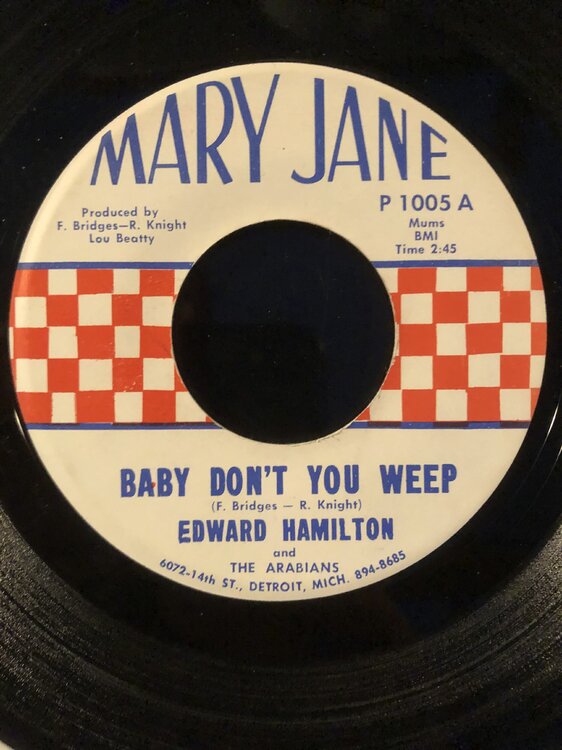 MARY JANE
Produced by
F. Bridges—R. Knight
Lou Beatty
P 1005 A
Mums
BMI
Time 2:45
BABY DON'T YOU WEEP
(F. Bridges — R. Knight)
EDWARD HAMILTON
and
THE ARABIANS
6072-14th ST., DETROIT, MICH. 894-8685